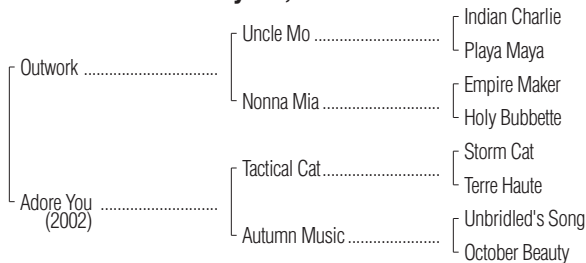 Indian Charlie
Uncle Mo
Playa Maya
Outwork
Empire Maker
Nonna Mia
Holy Bubbette
Storm Cat
Tactical Cat
Terre Haute
Adore You
(2002)
Unbridled's Song
Autumn Music
October Beauty